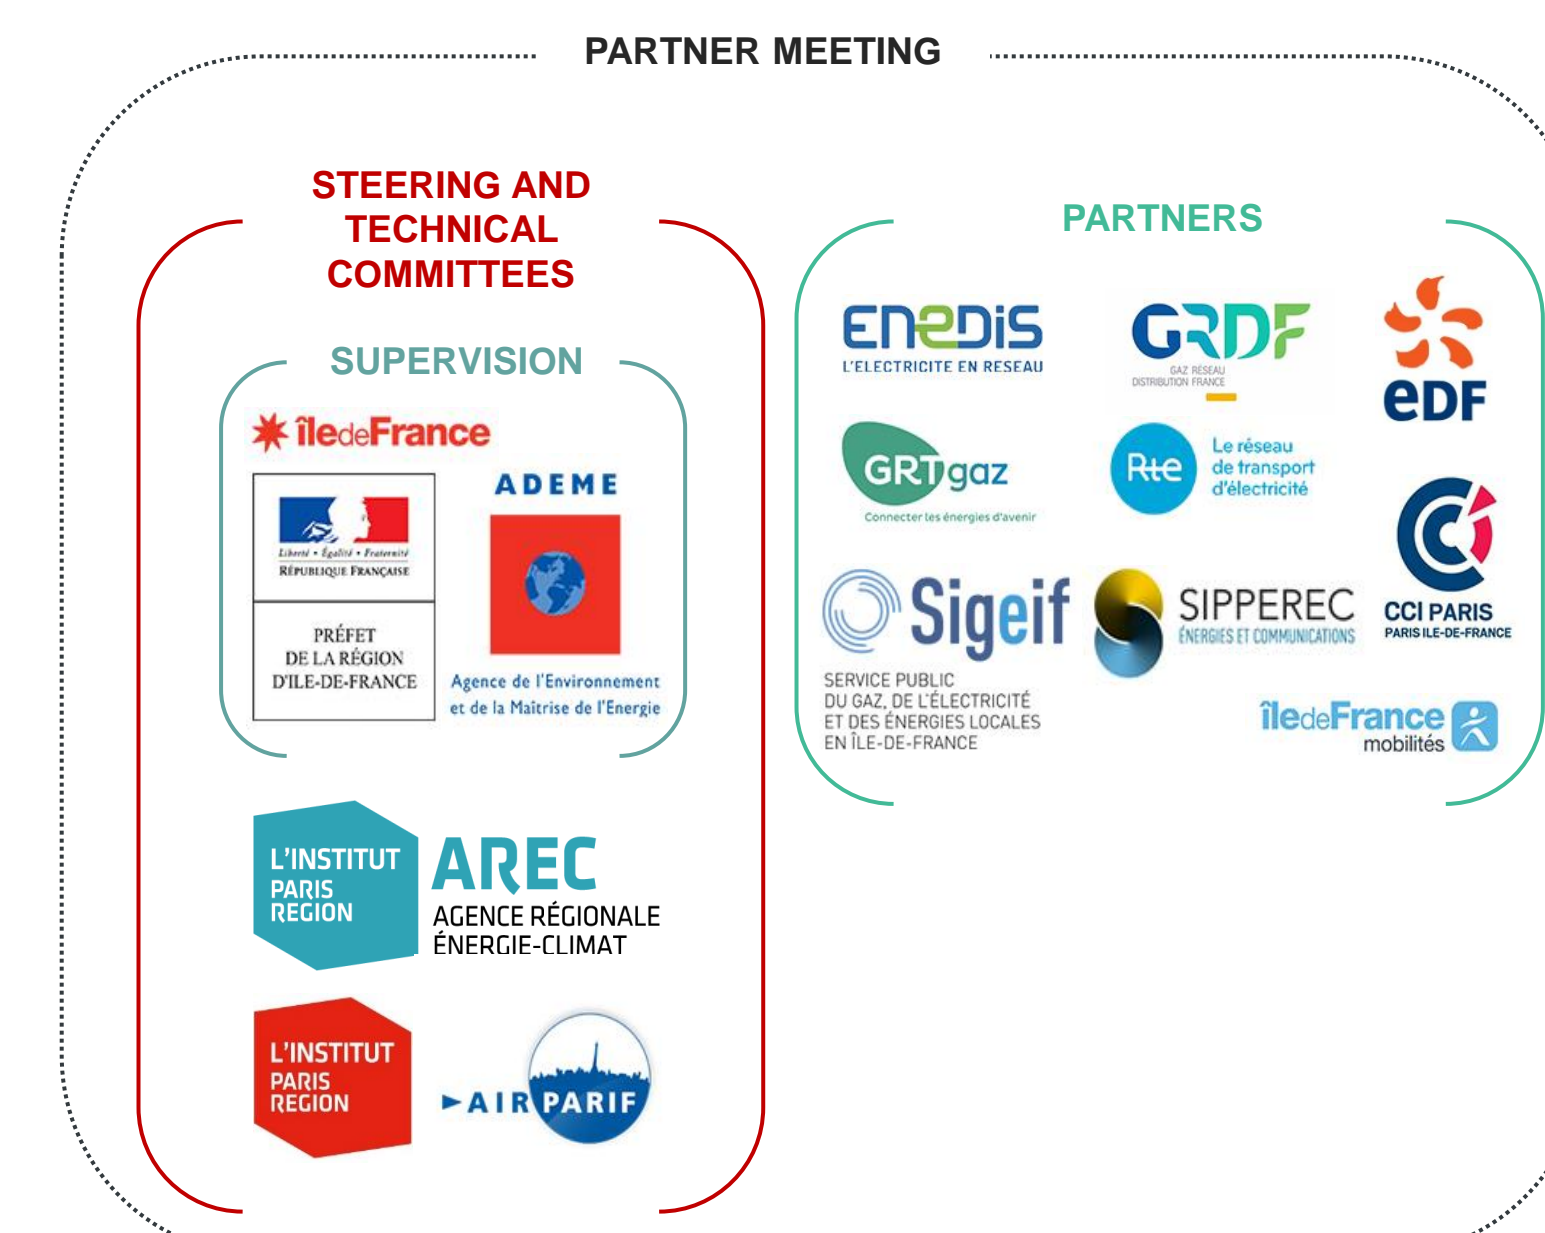 PARTNER MEETING
STEERING AND
TECHNICAL
COMMITTEES
SUPERVISION
îledeFrance
Liberté • Égalité • Fraternité
RÉPUBLIQUE FRANÇAISE
PRÉFET
DE LA RÉGION
D'ILE-DE-FRANCE
ADEME
Agence de l'Environnement
et de la Maîtrise de l'Energie
L'INSTITUT
PARIS
REGION
AREC
AGENCE RÉGIONALE
ÉNERGIE-CLIMAT
L'INSTITUT
PARIS
REGION
AIRPARIF
PARTNERS
ENEDIS
L'ELECTRICITE EN RESEAU
GRDF
GAZ RÉSEAU
DISTRIBUTION FRANCE
eDF
GRTgaz
Connecter les énergies d'avenir
Rte
Le réseau
de transport
d'électricité
CCI PARIS
PARIS ILE-DE-FRANCE
Sigeif
SERVICE PUBLIC
DU GAZ, DE L'ÉLECTRICITÉ
ET DES ÉNERGIES LOCALES
EN ÎLE-DE-FRANCE
SIPPEREC
ÉNERGIES ET COMMUNICATIONS
îledeFrance
mobilités